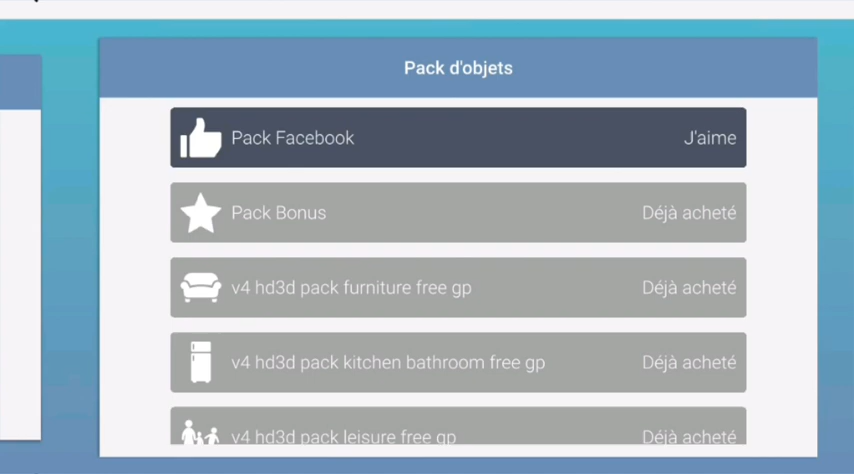 Pack d'objets
Pack Facebook J'aime
Pack Bonus Déjà acheté
v4 hd3d pack furniture free gp Déjà acheté
v4 hd3d pack kitchen bathroom free gp Déjà acheté
v4 hd3d pack leisure free gp Déjà acheté